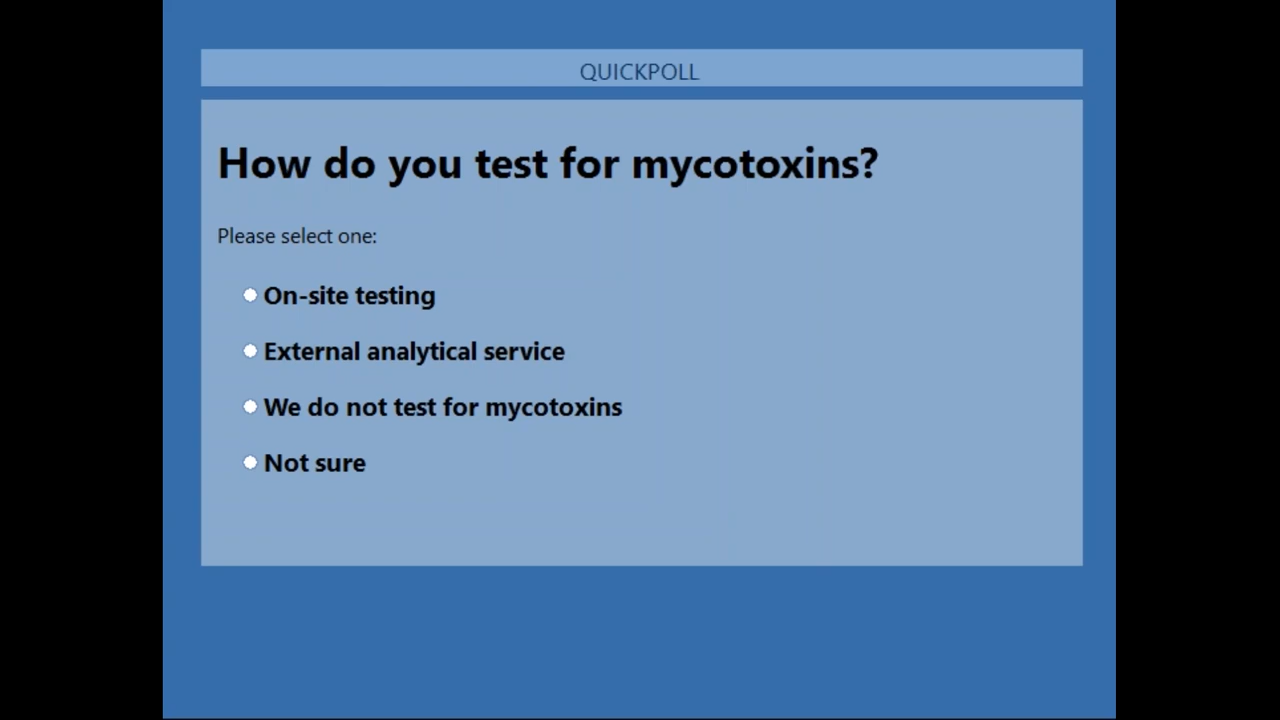 QUICKPOLL
How do you test for mycotoxins?
Please select one:
On-site testing
External analytical service
We do not test for mycotoxins
Not sure